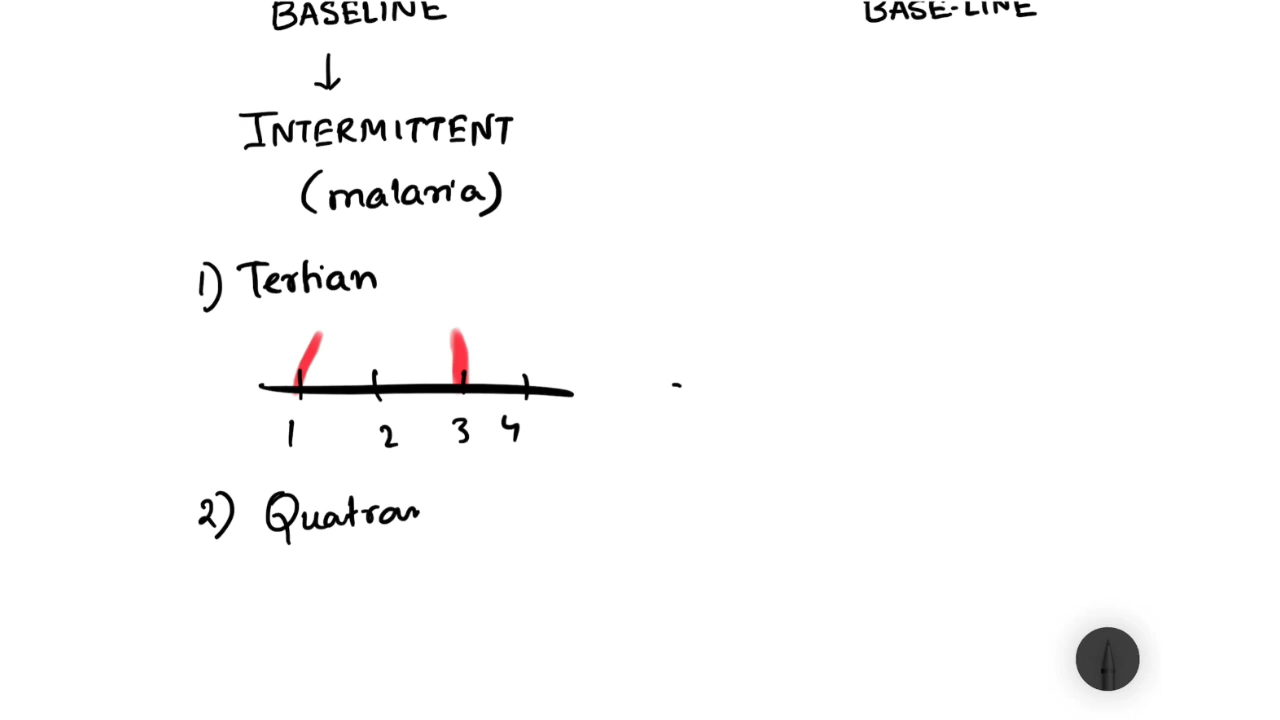 BASELINE
BASE-LINE
↓
INTERMITTENT
(malaria)
1) Tertian
1 2 3 4
2) Quatran